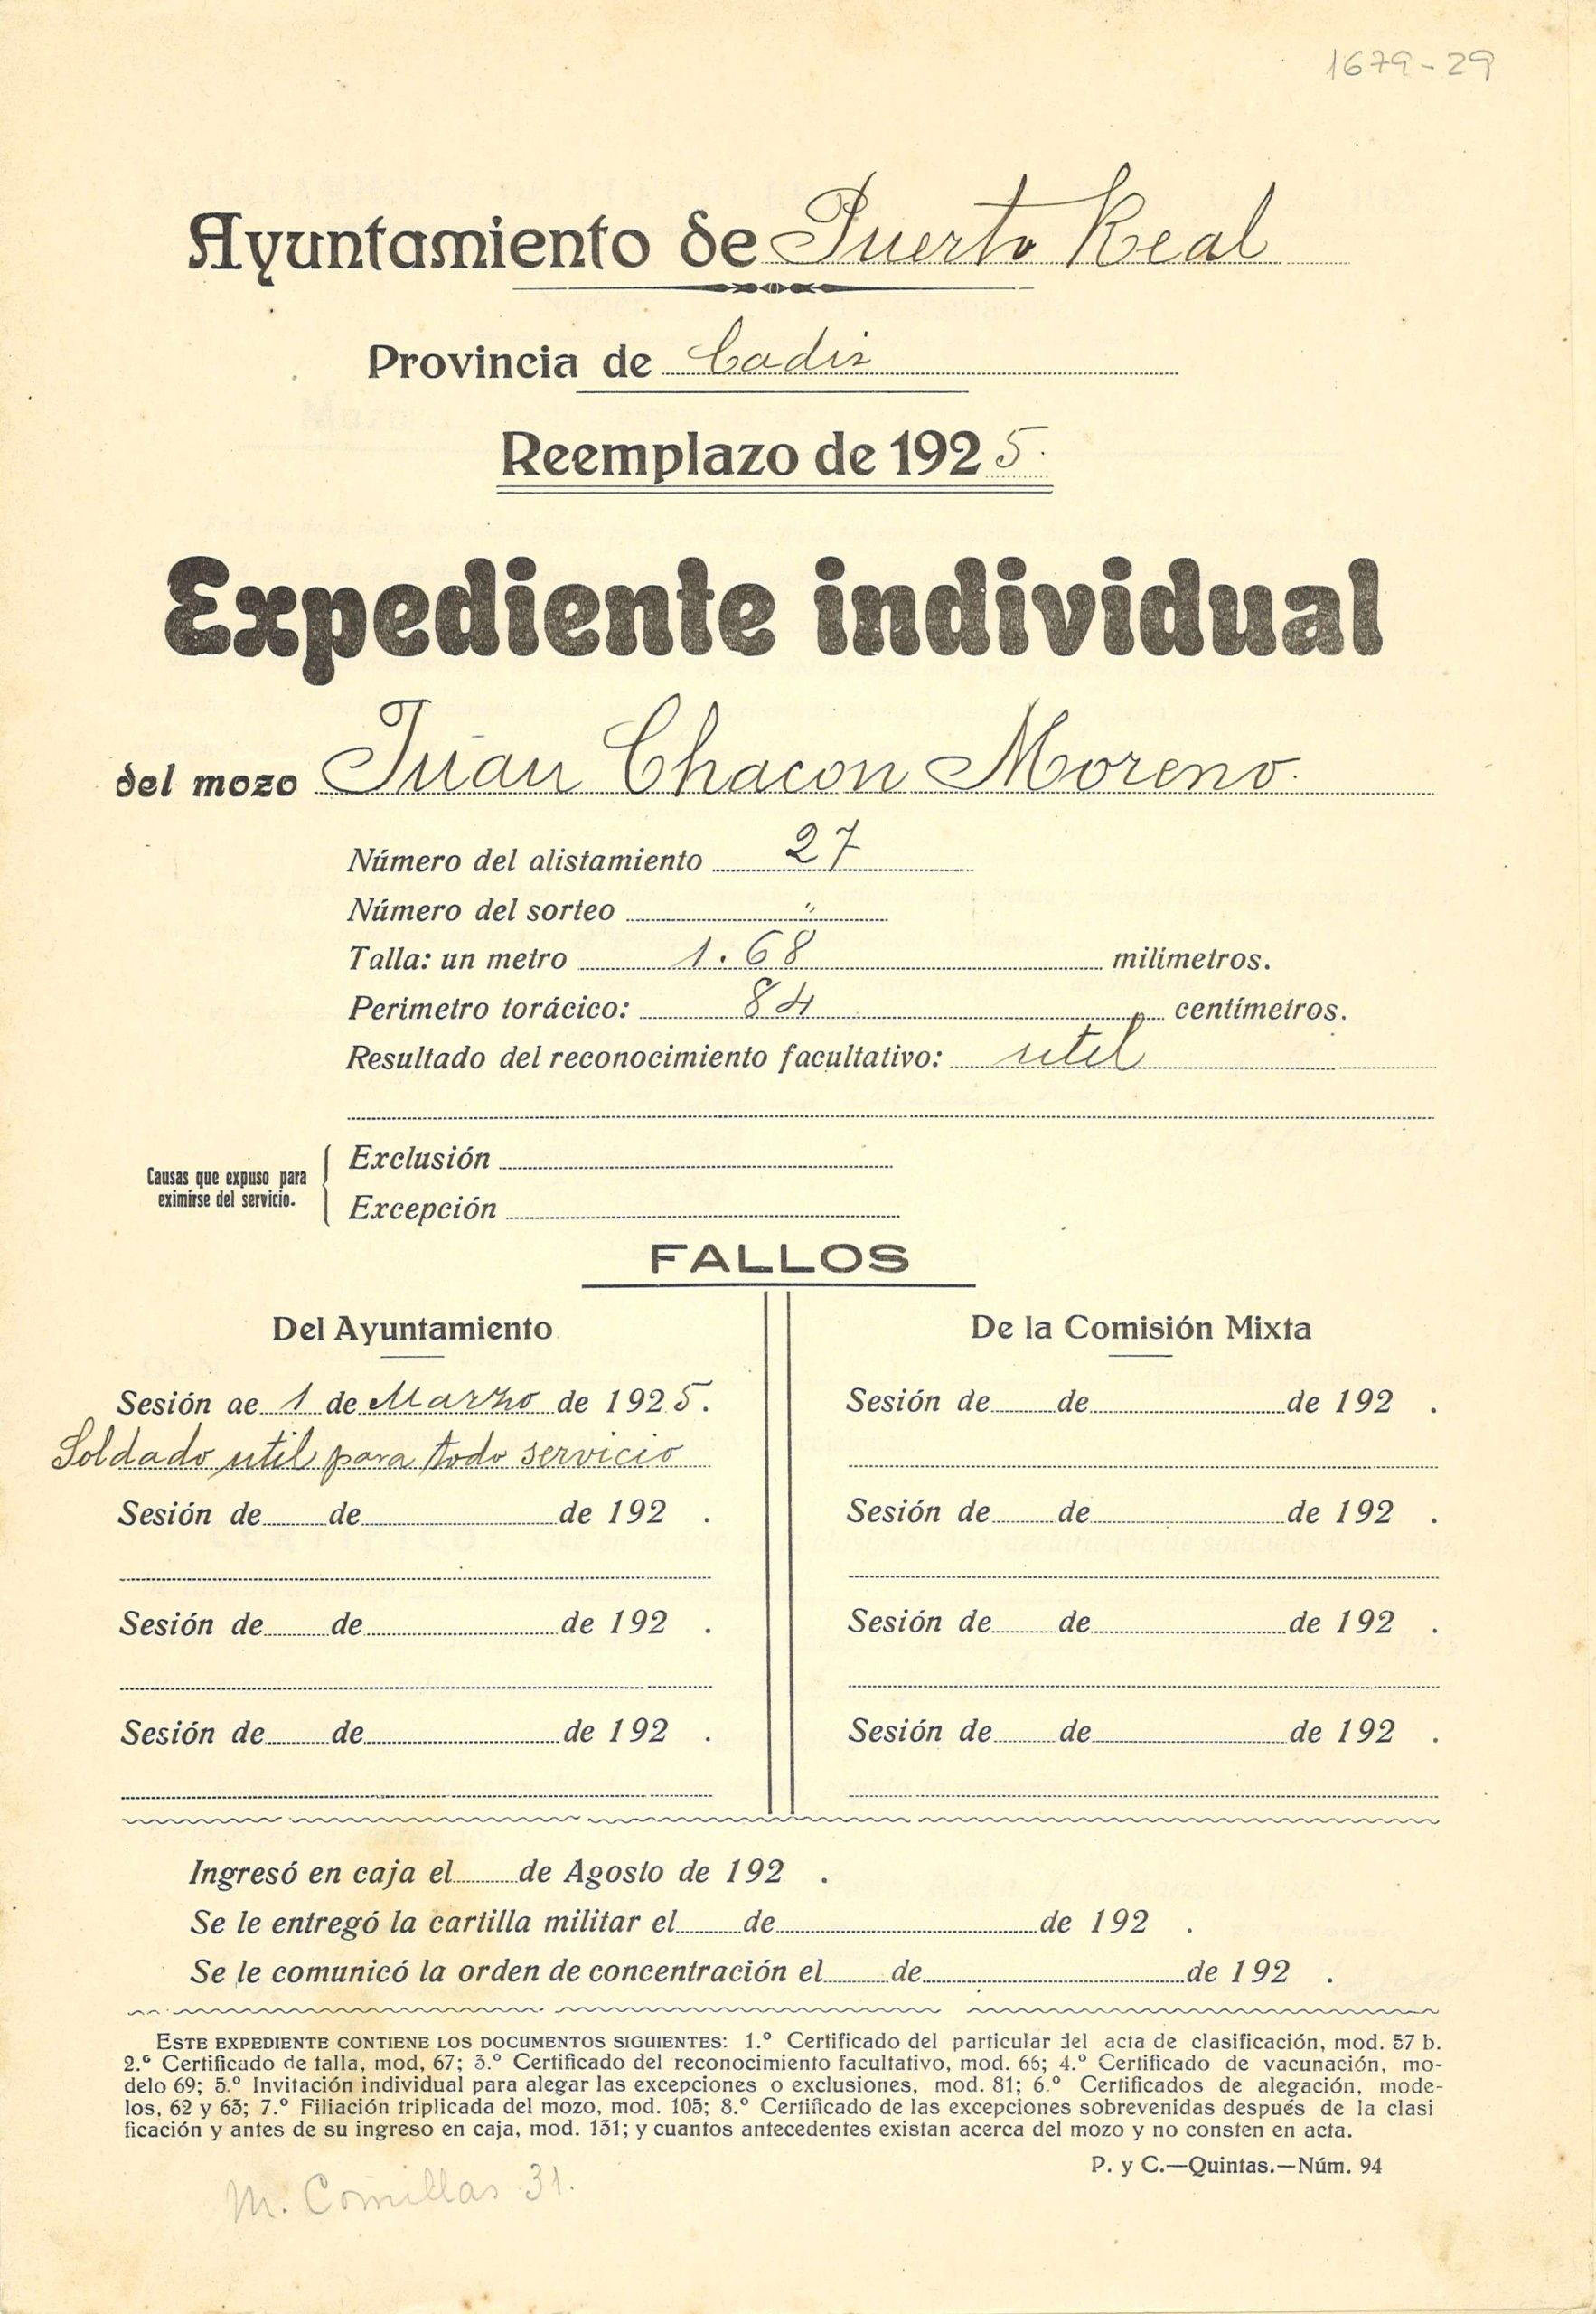 1679-29
Ayuntamiento de Puerto Real
Provincia de Cadiz
Reemplazo de 1925.
Expediente individual
del mozo Juan Chacon Moreno.
Número del alistamiento 27
Número del sorteo "
Talla: un metro 1.68 milímetros.
Perímetro torácico: 84 centímetros.
Resultado del reconocimiento facultativo: util
Causas que expuso para
eximirse del servicio.
Exclusión
Excepción
FALLOS
Del Ayuntamiento
Sesión de 1 de Marzo de 1925.
Soldado util para todo servicio
Sesión de de de 192 .
Sesión de de de 192 .
Sesión de de de 192 .
De la Comisión Mixta
Sesión de de de 192 .
Sesión de de de 192 .
Sesión de de de 192 .
Sesión de de de 192 .
Ingresó en caja el de Agosto de 192 .
Se le entregó la cartilla militar el de de 192 .
Se le comunicó la orden de concentración el de de 192 .
ESTE EXPEDIENTE CONTIENE LOS DOCUMENTOS SIGUIENTES: 1.º Certificado del particular del acta de clasificación, mod. 57 b.
2.º Certificado de talla, mod, 67; 3.º Certificado del reconocimiento facultativo, mod. 66; 4.º Certificado de vacunación, mo-
delo 69; 5.º Invitación individual para alegar las excepciones o exclusiones, mod. 81; 6.º Certificados de alegación, mode-
los, 62 y 63; 7.º Filiación triplicada del mozo, mod. 105; 8.º Certificado de las excepciones sobrevenidas después de la clasi
ficación y antes de su ingreso en caja, mod. 131; y cuantos antecedentes existan acerca del mozo y no consten en acta.
P. y C.—Quintas.—Núm. 94
M. Comillas 31.